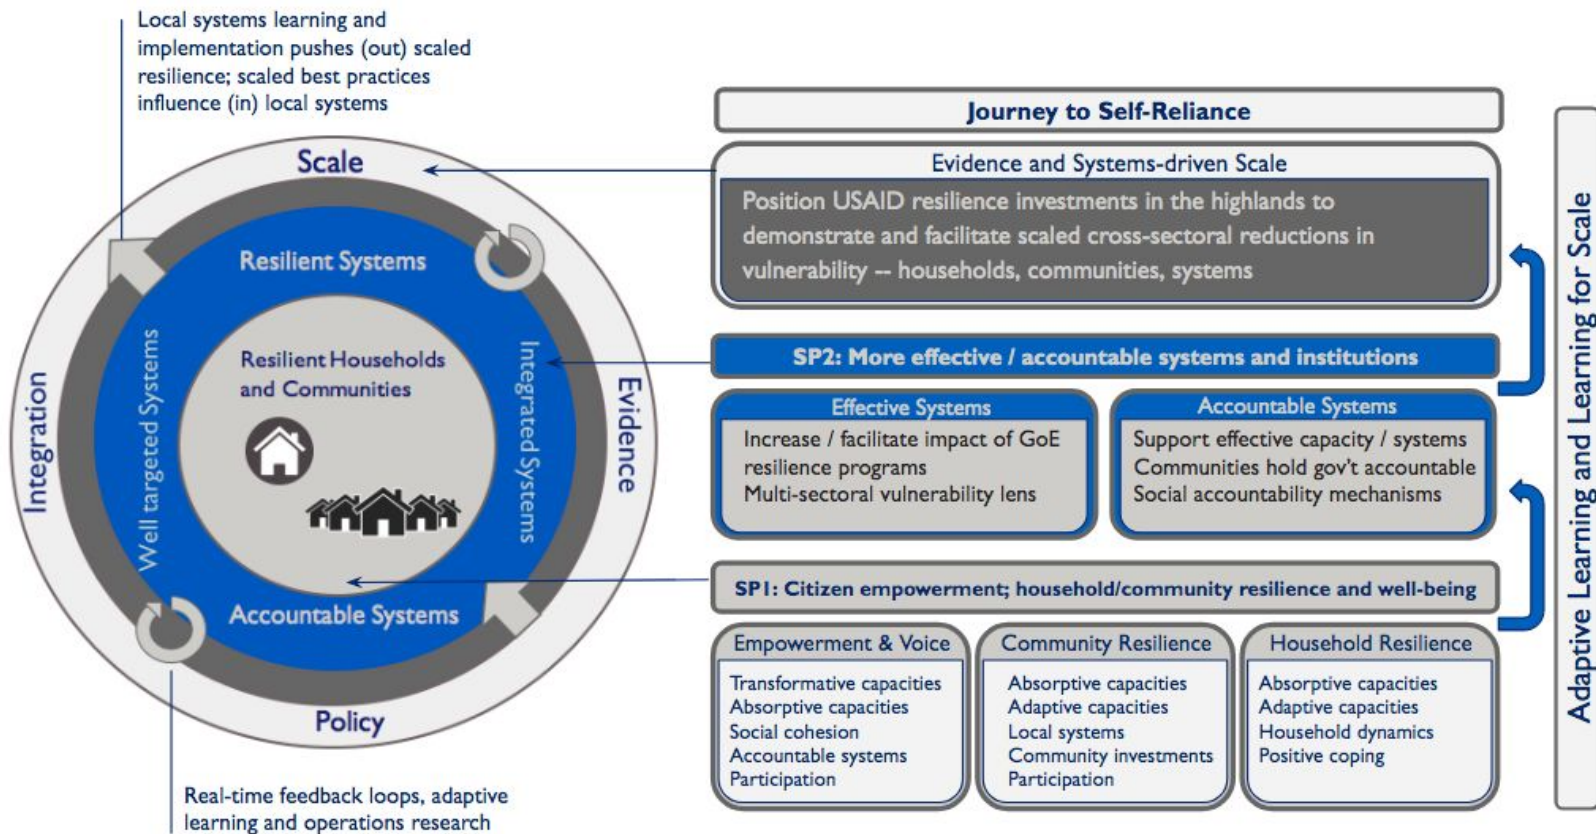 Local systems learning and
implementation pushes (out) scaled
resilience; scaled best practices
influence (in) local systems
Scale
Resilient Systems
Resilient Households
and Communities
Integration
Well targeted Systems
Integrated Systems
Evidence
Accountable Systems
Policy
Real-time feedback loops, adaptive
learning and operations research
Journey to Self-Reliance
Evidence and Systems-driven Scale
Position USAID resilience investments in the highlands to
demonstrate and facilitate scaled cross-sectoral reductions in
vulnerability -- households, communities, systems
SP2: More effective / accountable systems and institutions
Effective Systems
Increase / facilitate impact of GoE
resilience programs
Multi-sectoral vulnerability lens
Accountable Systems
Support effective capacity / systems
Communities hold gov't accountable
Social accountability mechanisms
SP1: Citizen empowerment; household/community resilience and well-being
Empowerment & Voice
Transformative capacities
Absorptive capacities
Social cohesion
Accountable systems
Participation
Community Resilience
Absorptive capacities
Adaptive capacities
Local systems
Community investments
Participation
Household Resilience
Absorptive capacities
Adaptive capacities
Household dynamics
Positive coping
Adaptive Learning and Learning for Scale